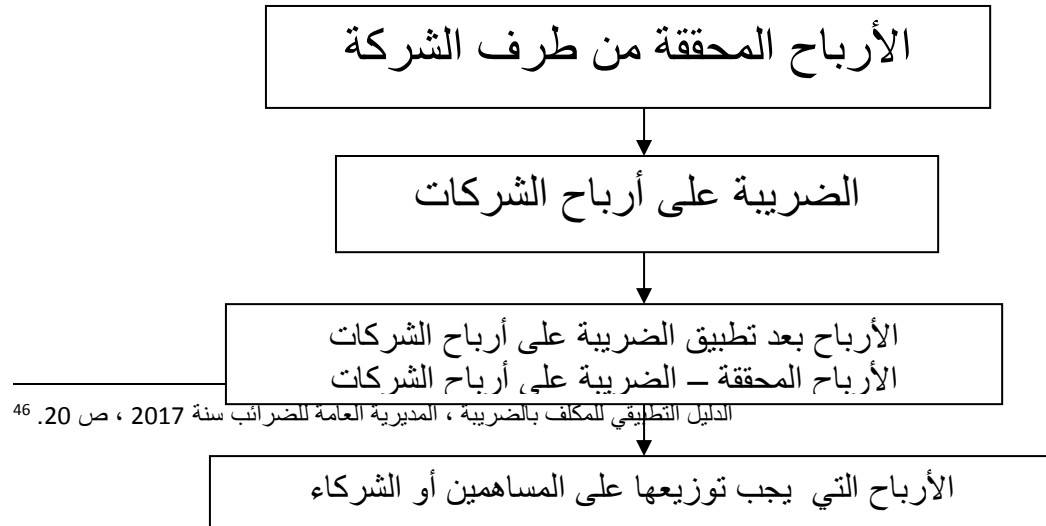 الأرباح المحققة من طرف الشركة
الضريبة على أرباح الشركات
الأرباح بعد تطبيق الضريبة على أرباح الشركات
الأرباح المحققة – الضريبة على أرباح الشركات
الدليل التطبيقي للمكلف بالضريبة ، المديرية العامة للضرائب سنة 2017 ، ص 20. 46
الأرباح التي يجب توزيعها على المساهمين أو الشركاء